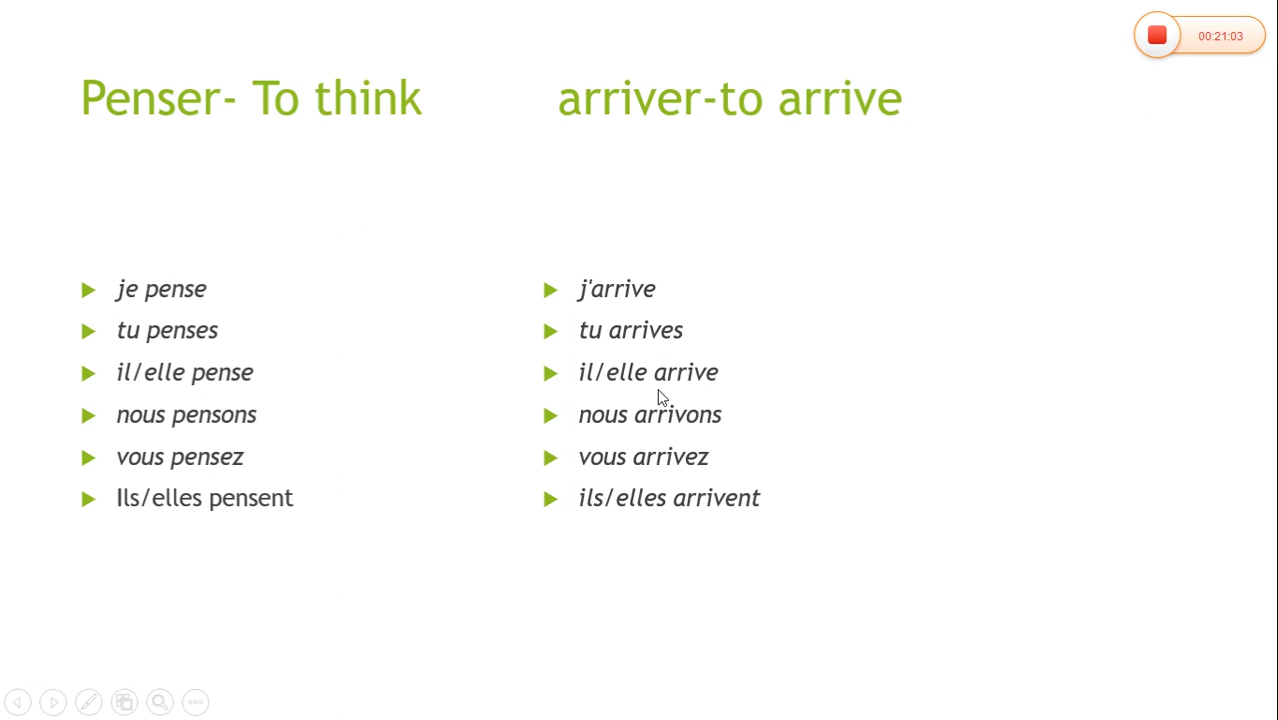 00:21:03
Penser- To think
je pense
tu penses
il/elle pense
nous pensons
vous pensez
Ils/elles pensent
arriver-to arrive
j'arrive
tu arrives
il/elle arrive
nous arrivons
vous arrivez
ils/elles arrivent